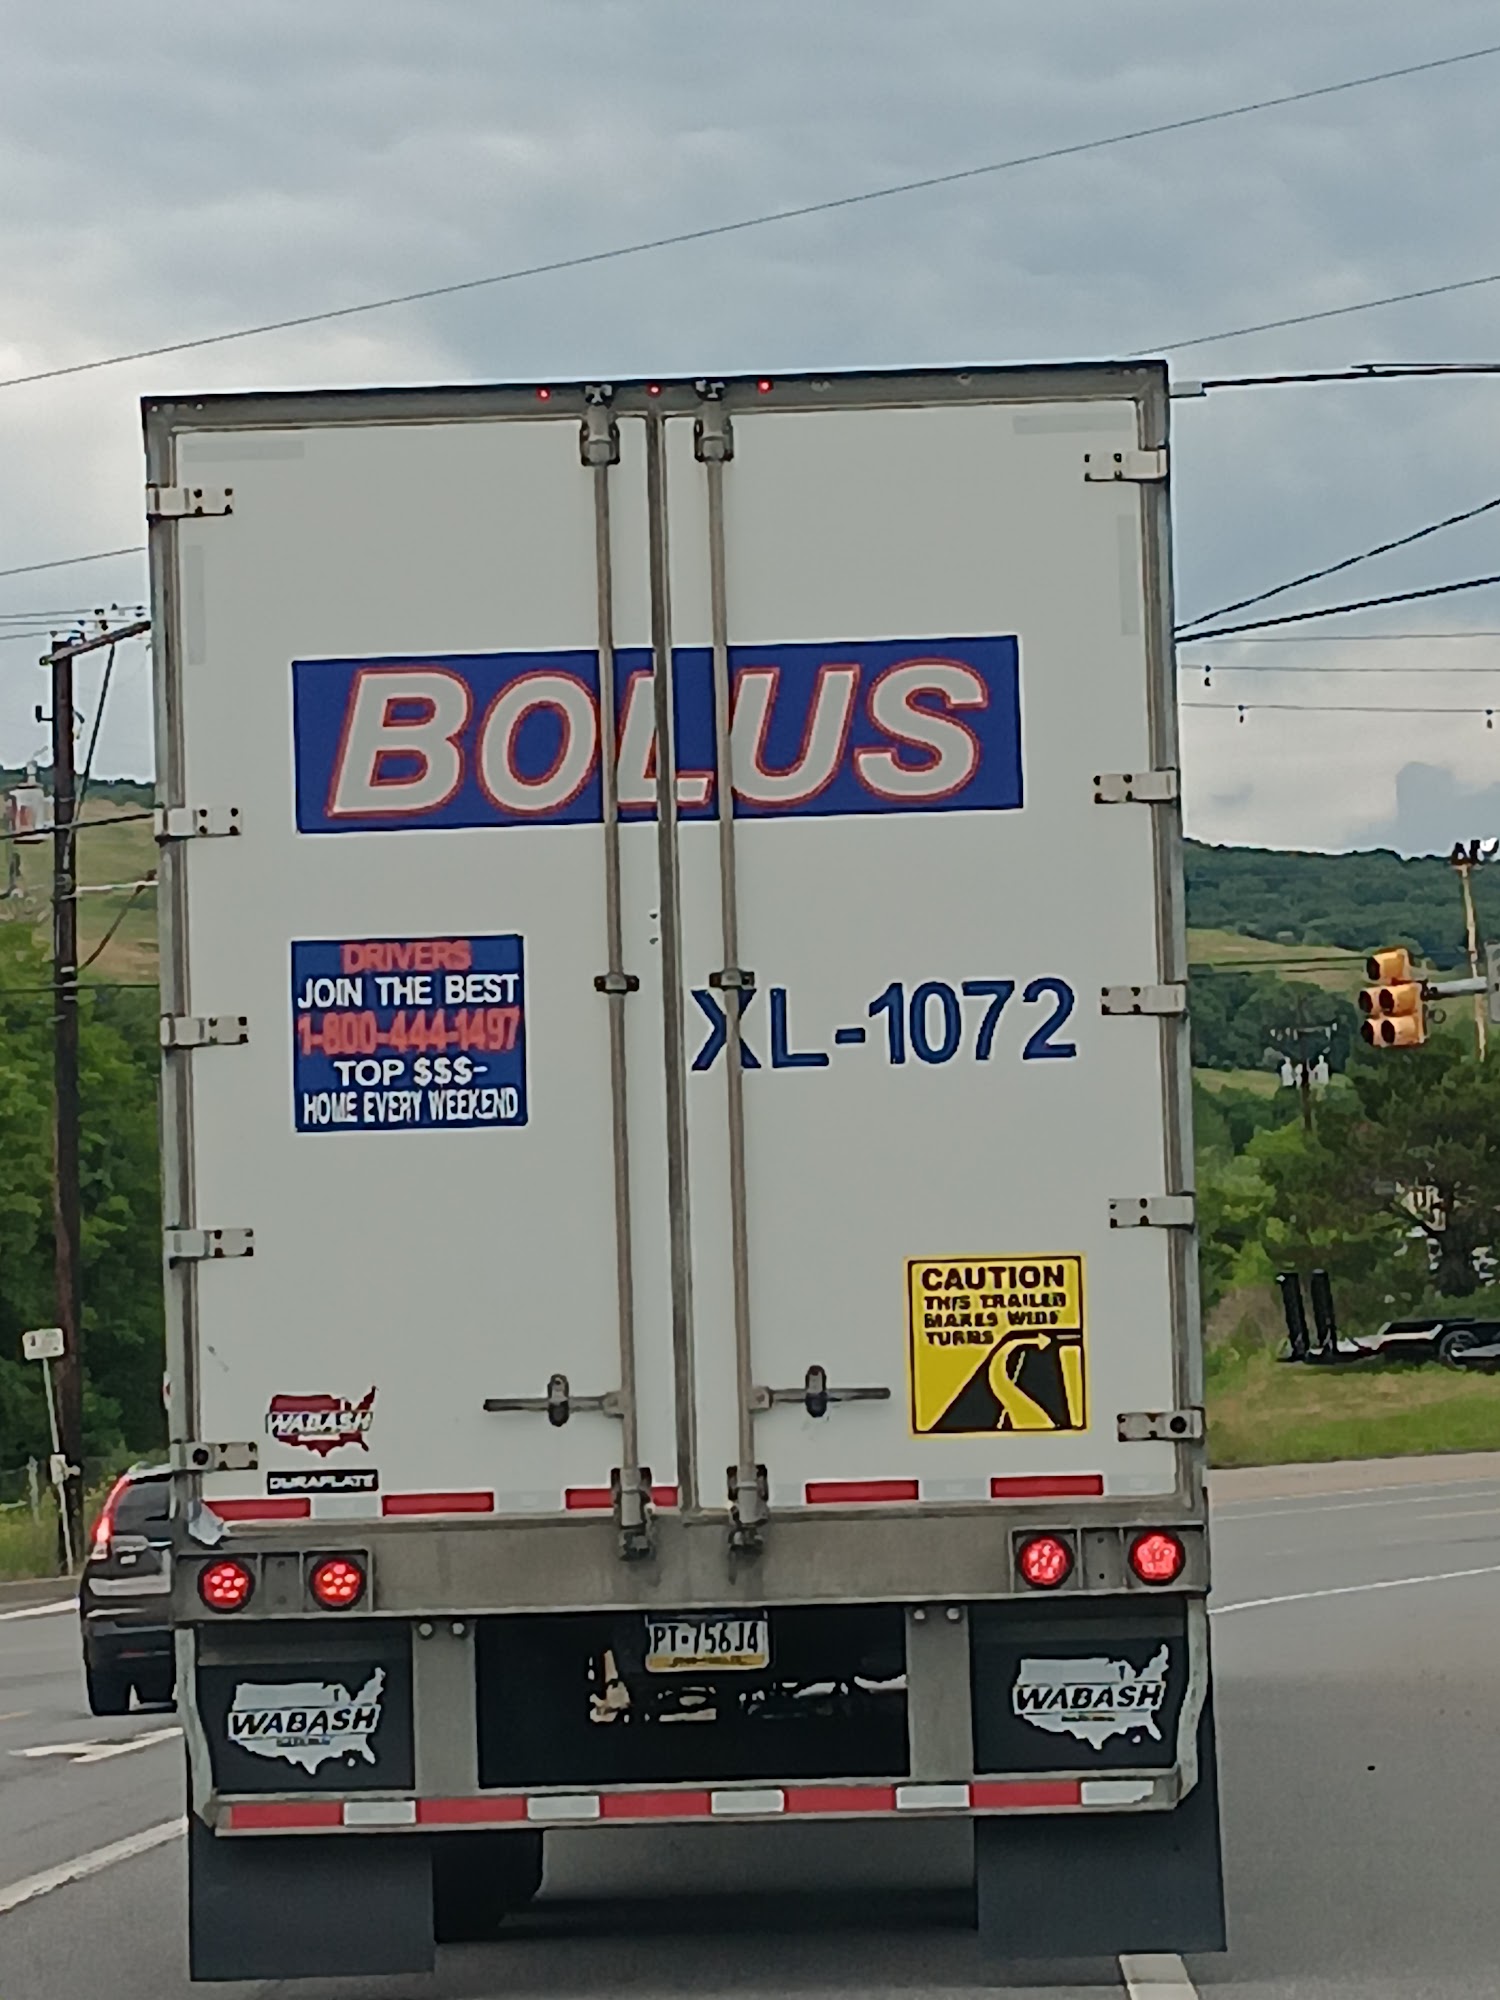 BOLUS
DRIVERS
JOIN THE BEST
1-800-444-1497
TOP $$$-
HOME EVERY WEEKEND
XL-1072
CAUTION
THIS TRAILER
MAKES WIDE
TURNS
WABASH
DURAPLATE
PT-756J4
WABASH
WABASH